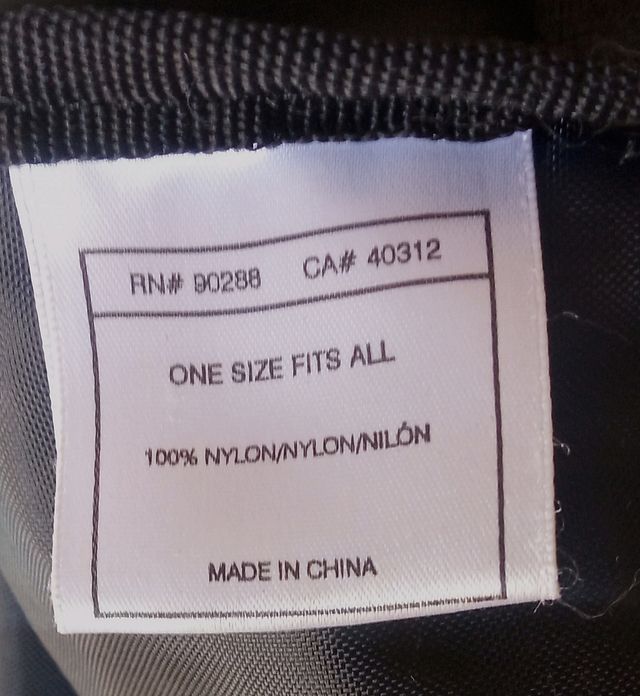 RN# 90288 CA# 40312
ONE SIZE FITS ALL
100% NYLON/NYLON/NILÓN
MADE IN CHINA